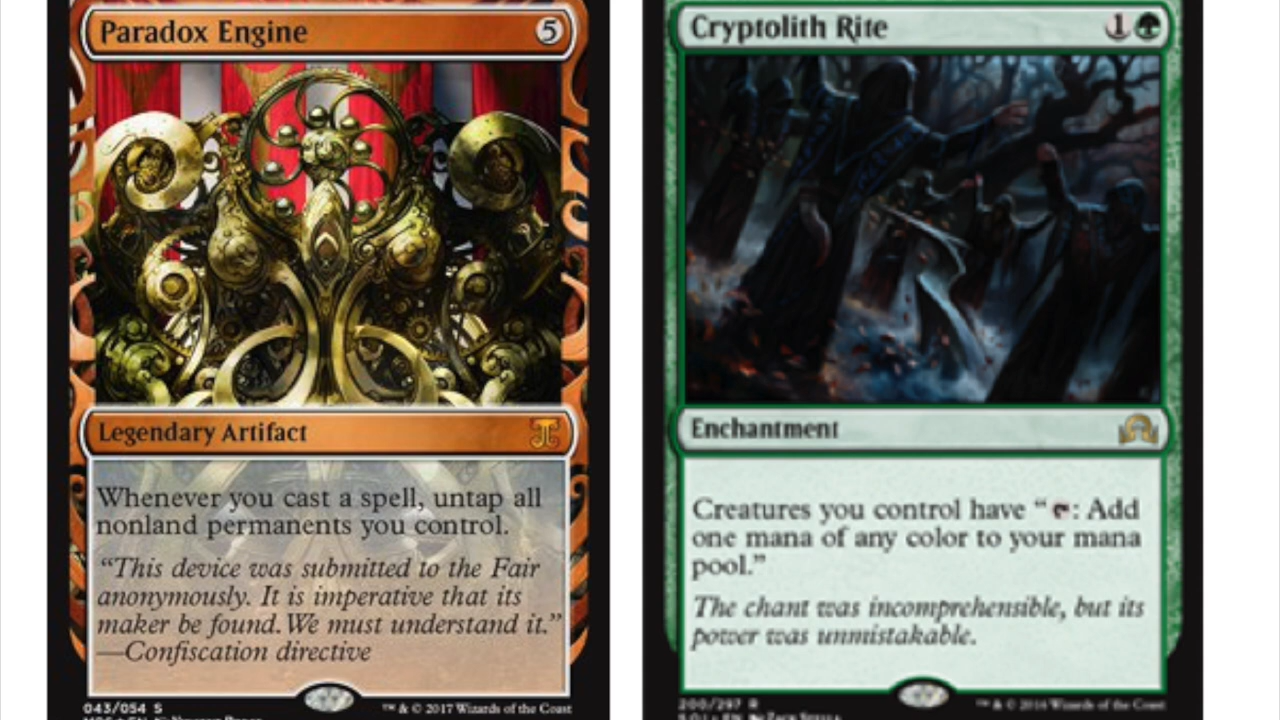 Paradox Engine 5
Legendary Artifact
Whenever you cast a spell, untap all
nonland permanents you control.
“This device was submitted to the Fair
anonymously. It is imperative that its
maker be found. We must understand it.”
—Confiscation directive
043/054 S
™ & © 2017 Wizards of the Coast
Cryptolith Rite 1
Enchantment
Creatures you control have “ : Add
one mana of any color to your mana
pool.”
The chant was incomprehensible, but its
power was unmistakable.
200/297 R
™ & © 2016 Wizards of the Coast